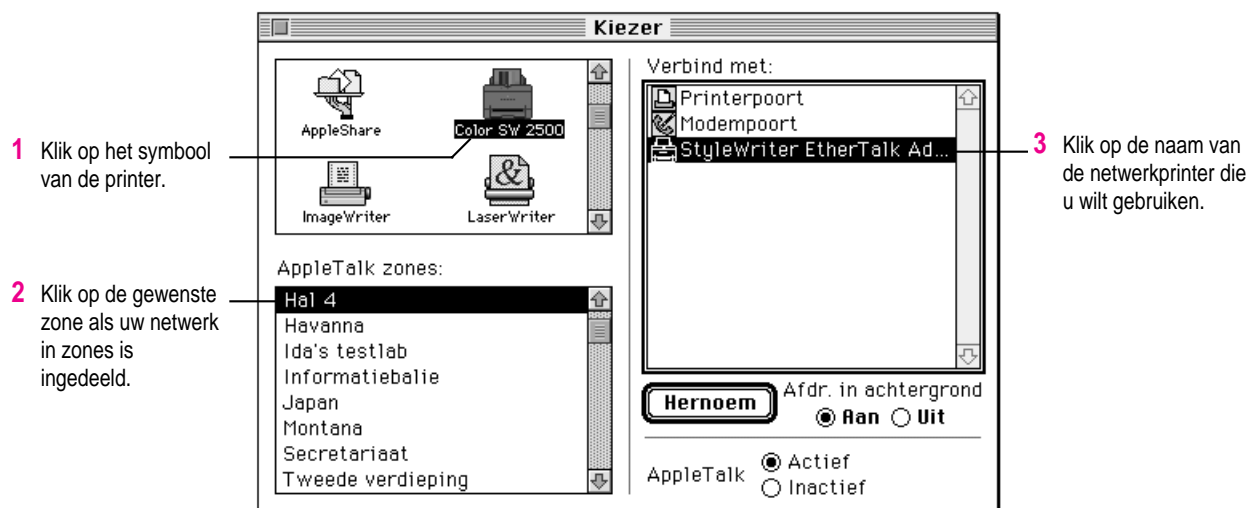 Kiezer
AppleShare
Color SW 2500
ImageWriter
LaserWriter
1 Klik op het symbool
van de printer.
AppleTalk zones:
Hal 4
Havanna
Ida's testlab
Informatiebalie
Japan
Montana
Secretariaat
Tweede verdieping
2 Klik op de gewenste
zone als uw netwerk
in zones is
ingedeeld.
Verbind met:
Printerpoort
Modempoort
StyleWriter EtherTalk Ad...
3 Klik op de naam van
de netwerkprinter die
u wilt gebruiken.
Hernoem
Afdr. in achtergrond
Aan Uit
AppleTalk
Actief
Inactief